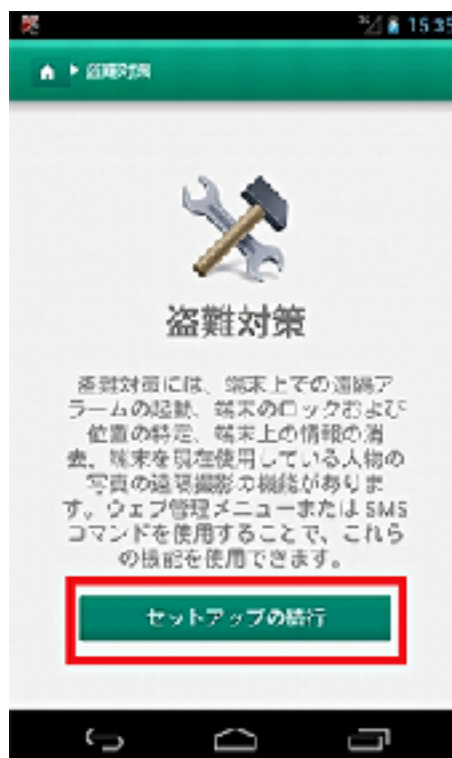 15:35
盗難対策
盗難対策
盗難対策には、端末上での遠隔ア
ラームの起動、端末のロックおよび
位置の特定、端末上の情報の消
去、端末を現在使用している人物の
写真の遠隔撮影の機能がありま
す。ウェブ管理メニューまたは SMS
コマンドを使用することで、これら
の機能を使用できます。
セットアップの続行